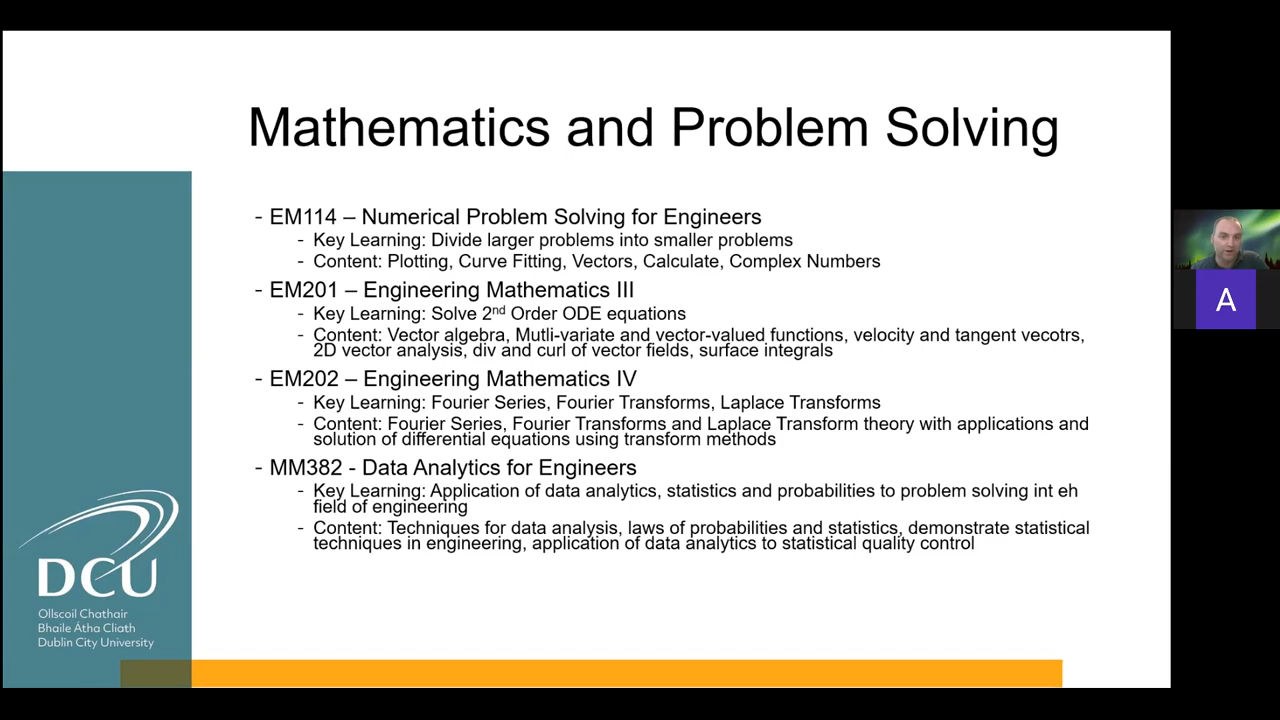 Mathematics and Problem Solving
- EM114 – Numerical Problem Solving for Engineers
- Key Learning: Divide larger problems into smaller problems
- Content: Plotting, Curve Fitting, Vectors, Calculate, Complex Numbers
- EM201 – Engineering Mathematics III
- Key Learning: Solve 2nd Order ODE equations
- Content: Vector algebra, Mutli-variate and vector-valued functions, velocity and tangent vecotrs,
2D vector analysis, div and curl of vector fields, surface integrals
- EM202 – Engineering Mathematics IV
- Key Learning: Fourier Series, Fourier Transforms, Laplace Transforms
- Content: Fourier Series, Fourier Transforms and Laplace Transform theory with applications and
solution of differential equations using transform methods
- MM382 - Data Analytics for Engineers
- Key Learning: Application of data analytics, statistics and probabilities to problem solving int eh
field of engineering
- Content: Techniques for data analysis, laws of probabilities and statistics, demonstrate statistical
techniques in engineering, application of data analytics to statistical quality control
DCU
Ollscoil Chathair
Bhaile Átha Cliath
Dublin City University
A